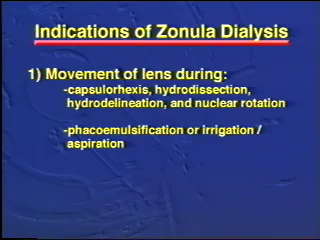 Indications of Zonula Dialysis
1) Movement of lens during:
-capsulorhexis, hydrodissection,
hydrodelineation, and nuclear rotation
-phacoemulsification or irrigation /
aspiration